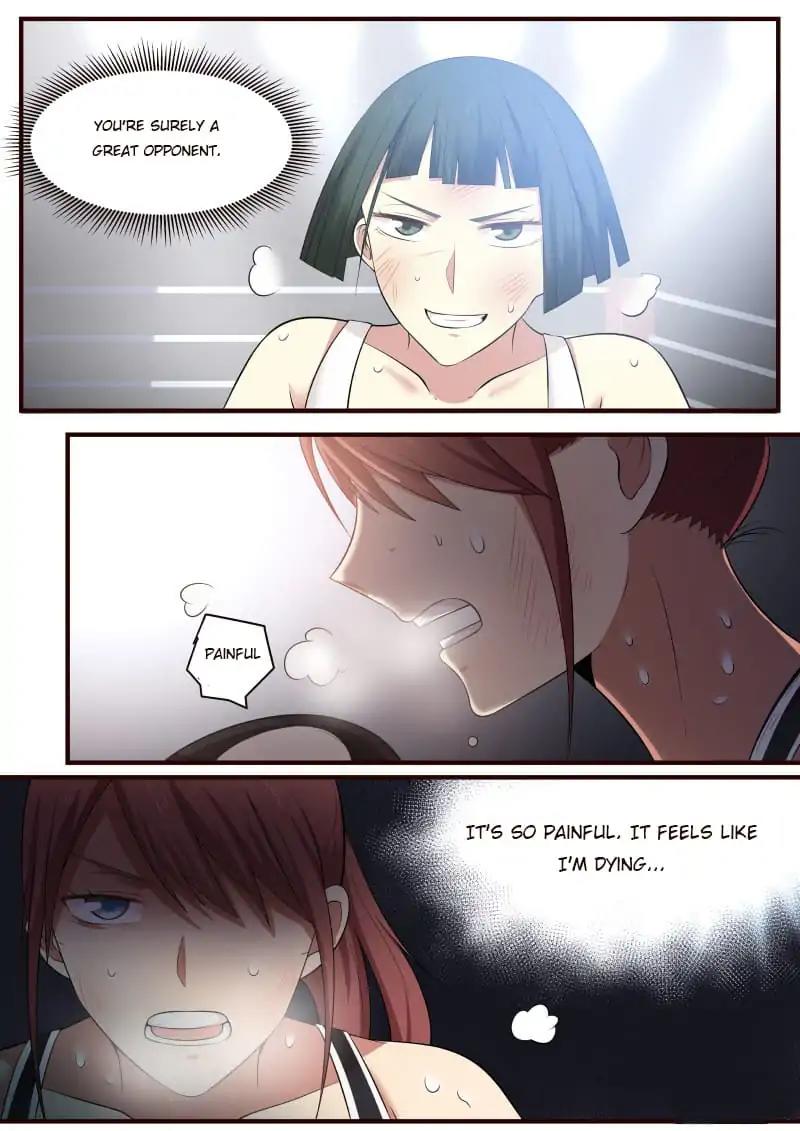 YOU'RE SURELY A
GREAT OPPONENT.
PAINFUL
IT'S SO PAINFUL. IT FEELS LIKE
I'M DYING...